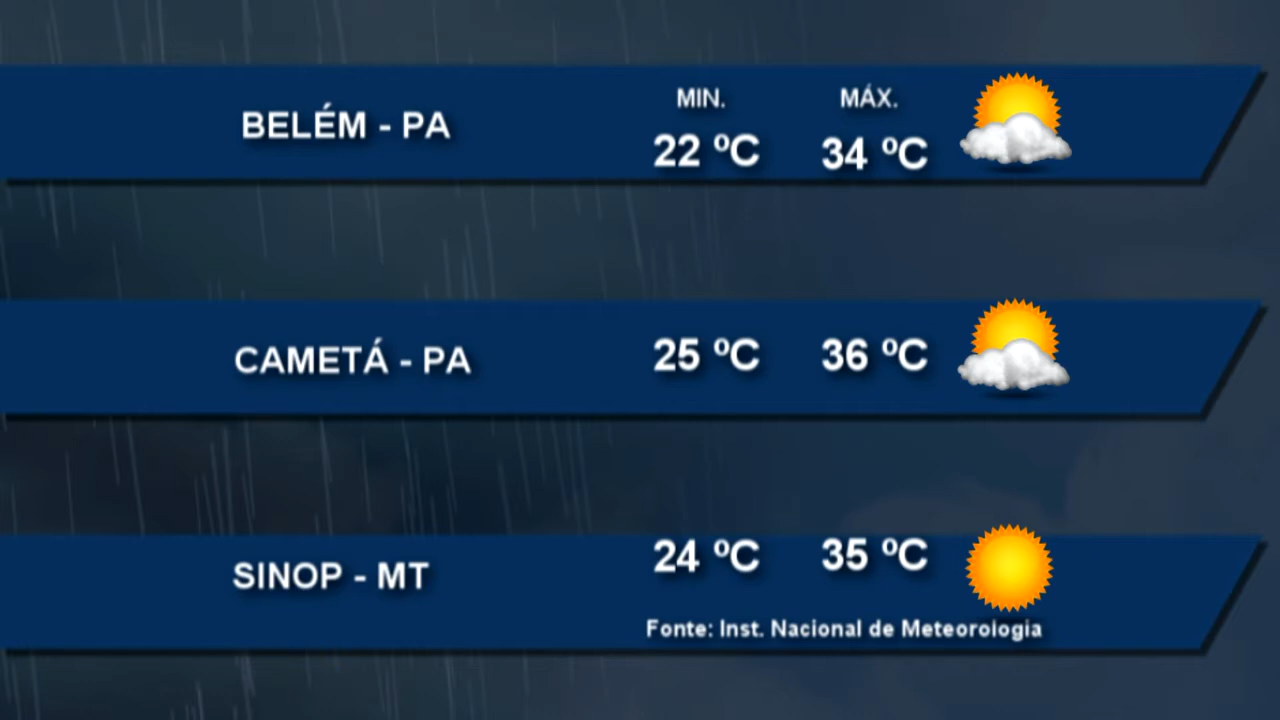 BELÉM - PA
MIN.
MÁX.
22 ºC
34 ºC
CAMETÁ - PA
25 ºC
36 ºC
SINOP - MT
24 ºC
35 ºC
Fonte: Inst. Nacional de Meteorologia